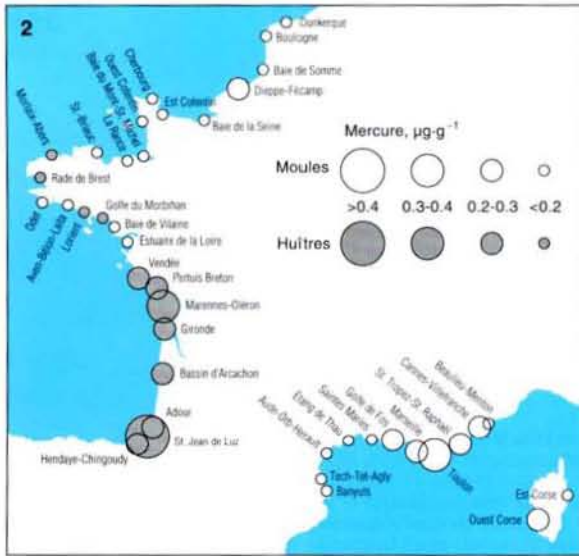 2
Dunkerque
Boulogne
Baie de Somme
Dieppe-Fécamp
Baie de la Seine
Est Cotentin
Cherbourg
Ouest Cotentin
Baie du Mont-St. Michel
La Rance
St.-Brieuc
Morlaix-Abers
Rade de Brest
Odet
Aven-Bélon-Laïta
Lorient
Golfe du Morbihan
Baie de Vilaine
Estuaire de la Loire
Vendée
Pertuis Breton
Marennes-Oléron
Gironde
Bassin d'Arcachon
Adour
St. Jean de Luz
Hendaye-Chingoudy
Mercure, µg·g⁻¹
Moules
>0.4 0.3-0.4 0.2-0.3 <0.2
Huîtres
Banyuls
Tech-Têt-Agly
Aude-Orb-Hérault
Etang de Thau
Saintes Maries
Golfe de Fos
Marseille
Toulon
St. Tropez-St. Raphaël
Cannes-Villefranche
Beaulieu-Menton
Est Corse
Ouest Corse